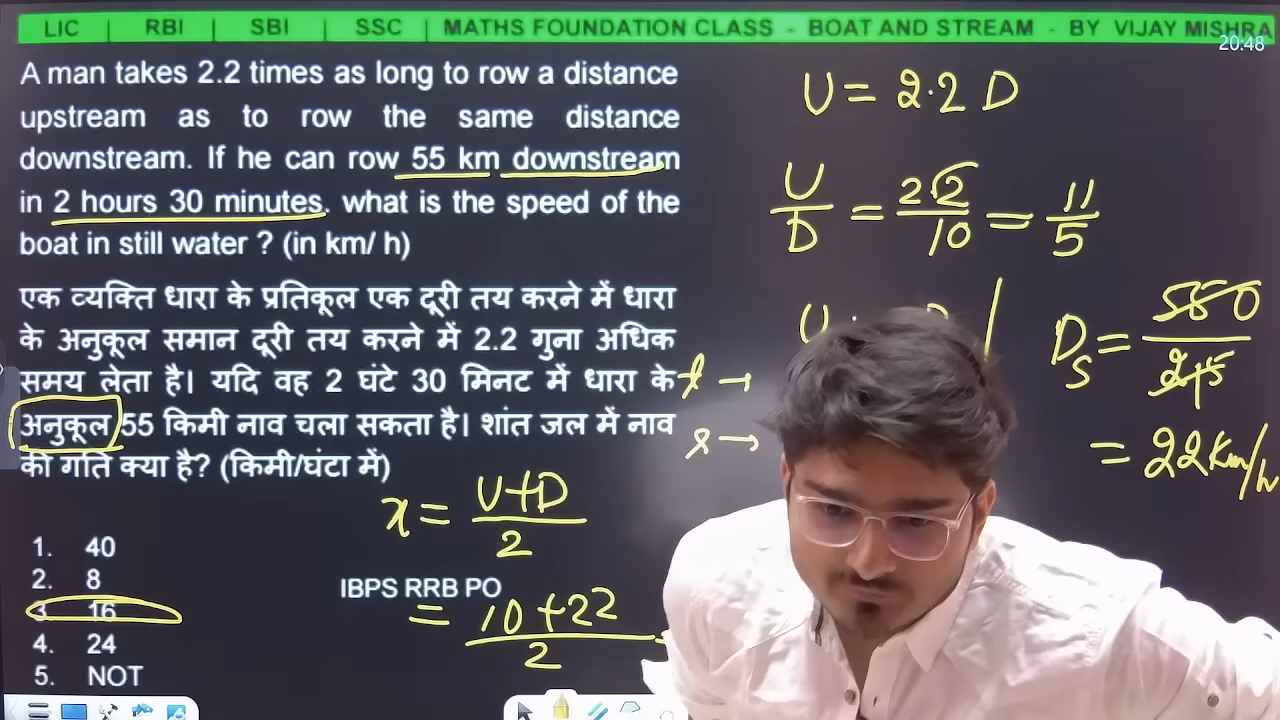 LIC | RBI | SBI | SSC | MATHS FOUNDATION CLASS - BOAT AND STREAM - BY VIJAY MISHRA
20:48
A man takes 2.2 times as long to row a distance
upstream as to row the same distance
downstream. If he can row 55 km downstream
in 2 hours 30 minutes, what is the speed of the
boat in still water ? (in km/ h)
एक व्यक्ति धारा के प्रतिकूल एक दूरी तय करने में धारा
के अनुकूल समान दूरी तय करने में 2.2 गुना अधिक
समय लेता है। यदि वह 2 घंटे 30 मिनट में धारा के
अनुकूल 55 किमी नाव चला सकता है। शांत जल में नाव
की गति क्या है? (किमी/घंटा में)
1. 40
2. 8
3. 16
4. 24
5. NOT
IBPS RRB PO
x = U+D
2
= 10+22
2
U = 2.2 D
U/D = 22/10 = 11/5
U :
t →
s →
Ds = 550
= 22 Km/h